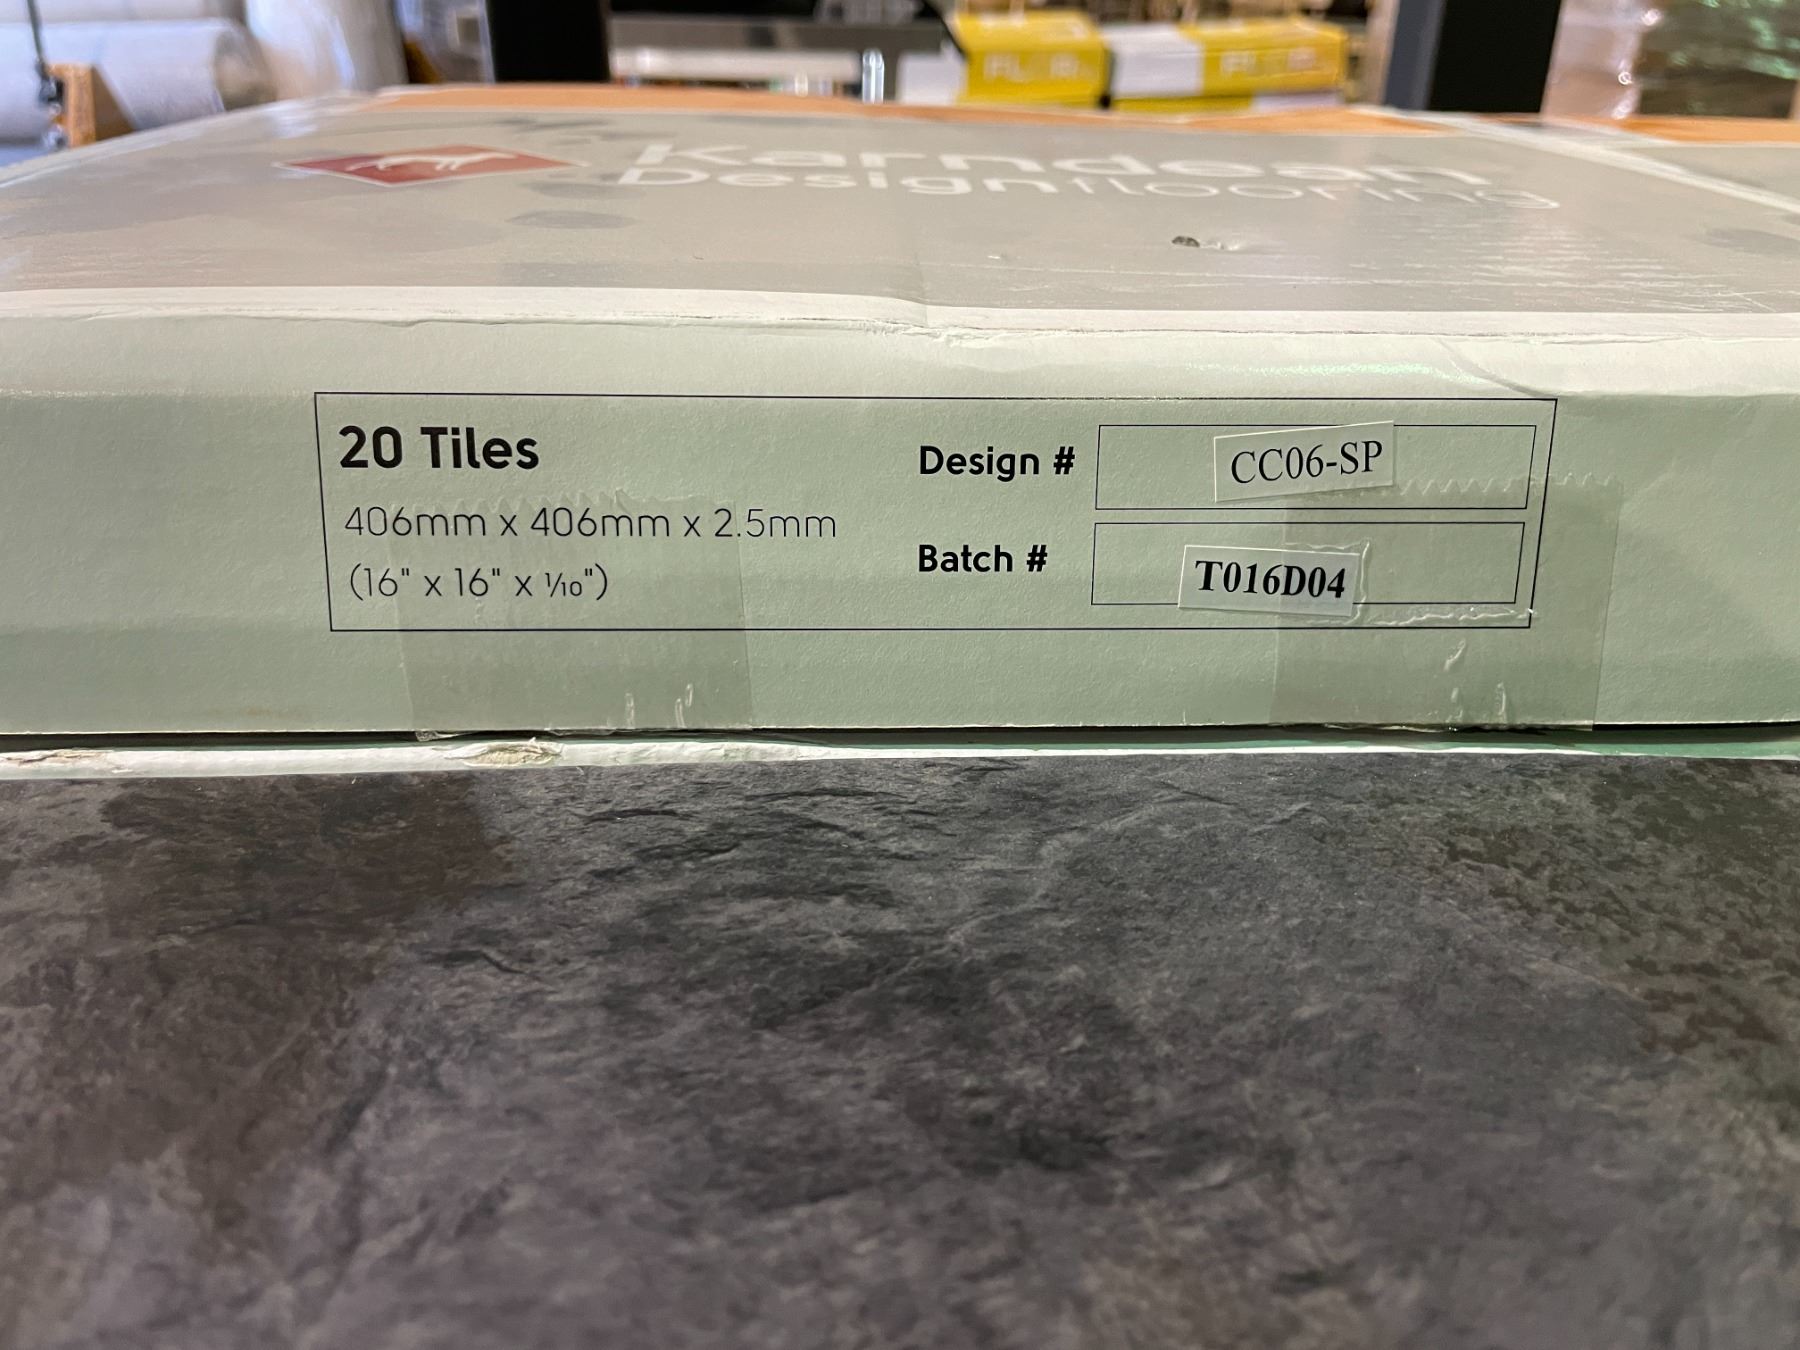 Karndean
Designflooring
20 Tiles
406mm x 406mm x 2.5mm
(16" x 16" x 1/10")
Design #
CC06-SP
Batch #
T016D04